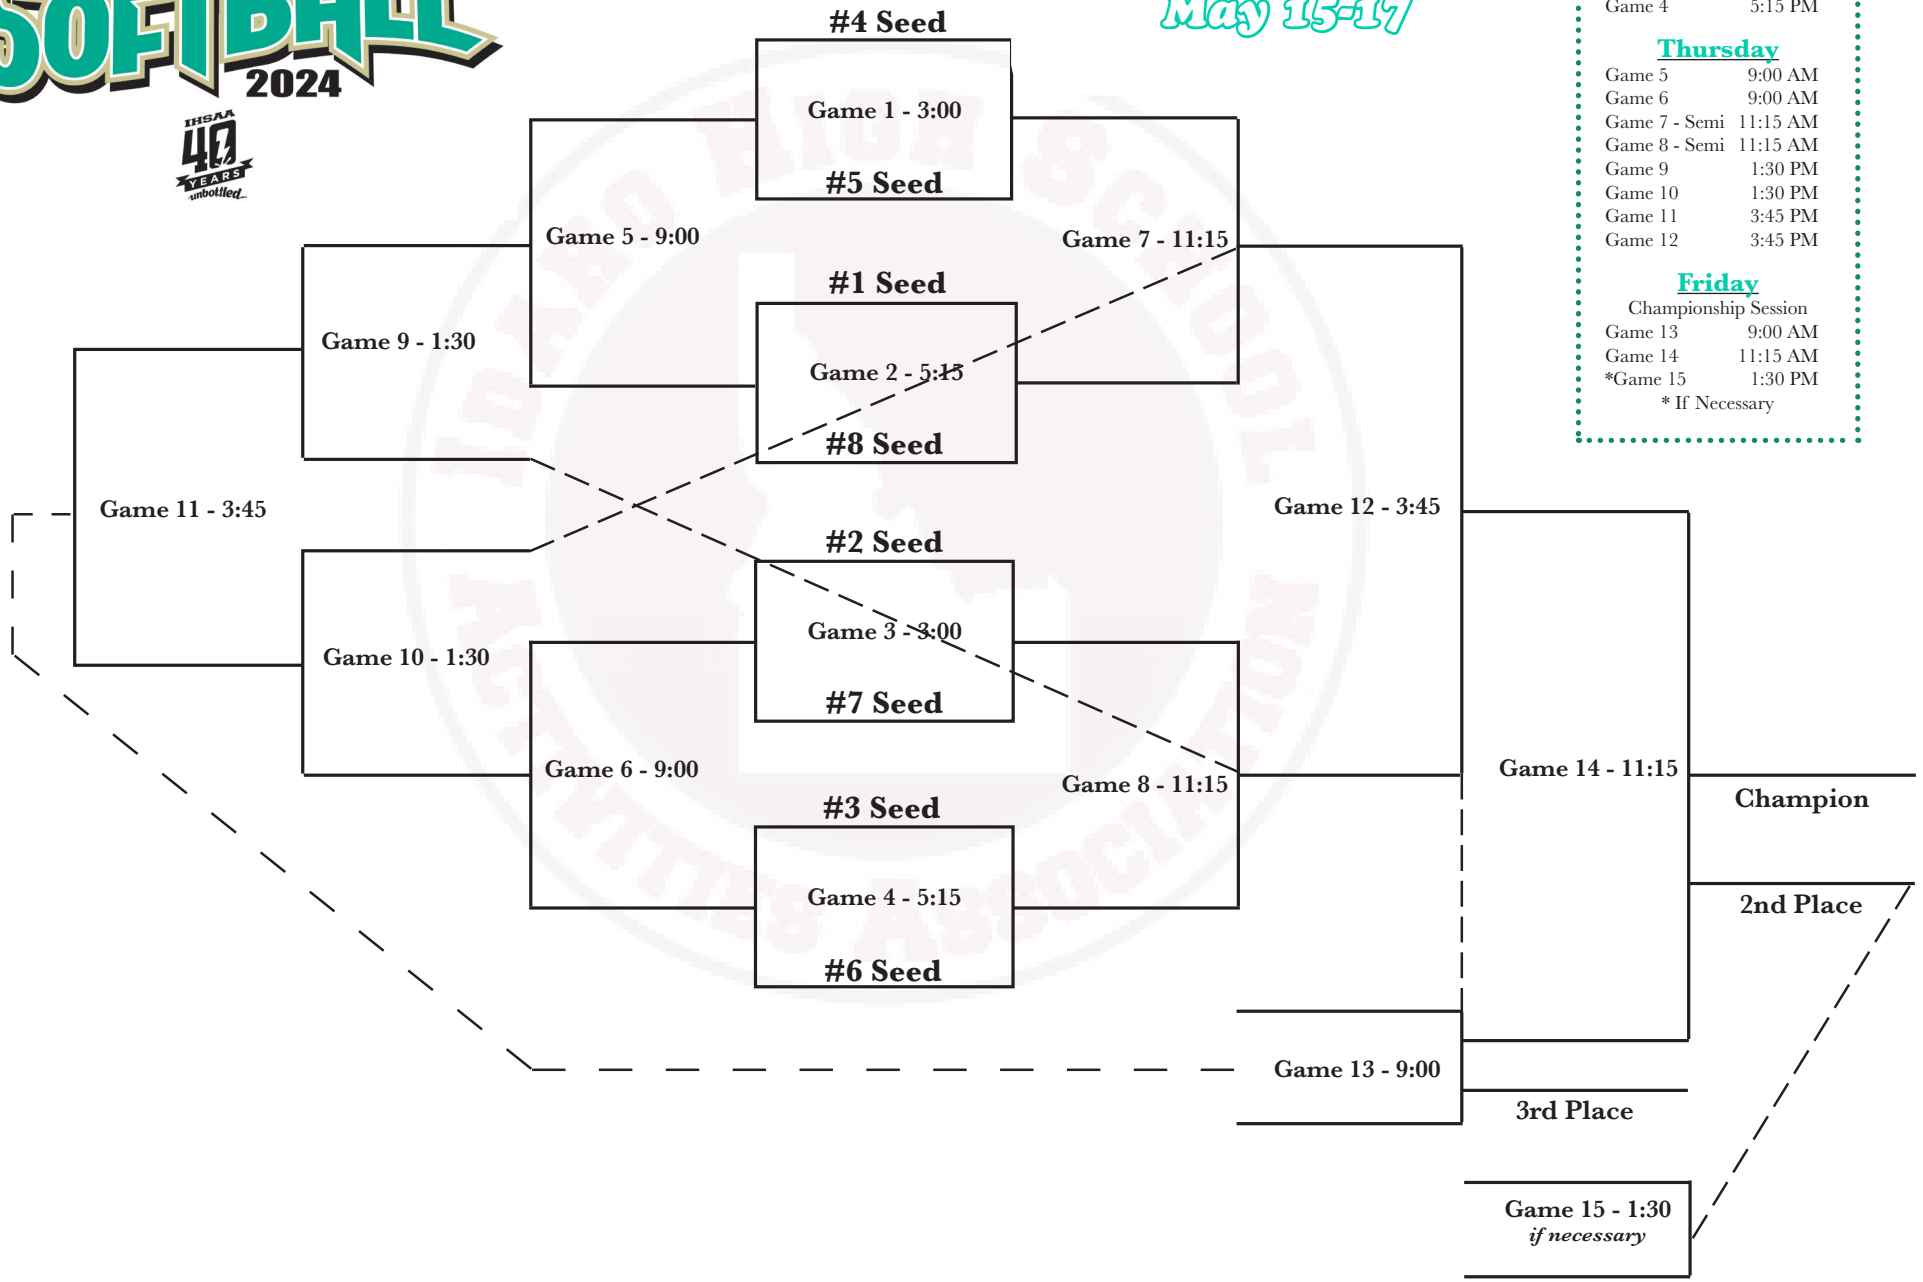 SOFTBALL
2024
IHSAA
40
YEARS
unbottled...
May 15-17
Game 4 5:15 PM
Thursday
Game 5 9:00 AM
Game 6 9:00 AM
Game 7 - Semi 11:15 AM
Game 8 - Semi 11:15 AM
Game 9 1:30 PM
Game 10 1:30 PM
Game 11 3:45 PM
Game 12 3:45 PM
Friday
Championship Session
Game 13 9:00 AM
Game 14 11:15 AM
*Game 15 1:30 PM
* If Necessary
#4 Seed
Game 1 - 3:00
#5 Seed
Game 5 - 9:00
Game 7 - 11:15
#1 Seed
Game 9 - 1:30
Game 2 - 5:15
#8 Seed
Game 11 - 3:45
Game 12 - 3:45
#2 Seed
Game 3 - 3:00
Game 10 - 1:30
#7 Seed
Game 6 - 9:00
Game 8 - 11:15
Game 14 - 11:15
#3 Seed
Champion
Game 4 - 5:15
2nd Place
#6 Seed
Game 13 - 9:00
3rd Place
Game 15 - 1:30
if necessary
IDAHO HIGH SCHOOL
ACTIVITIES ASSOCIATION